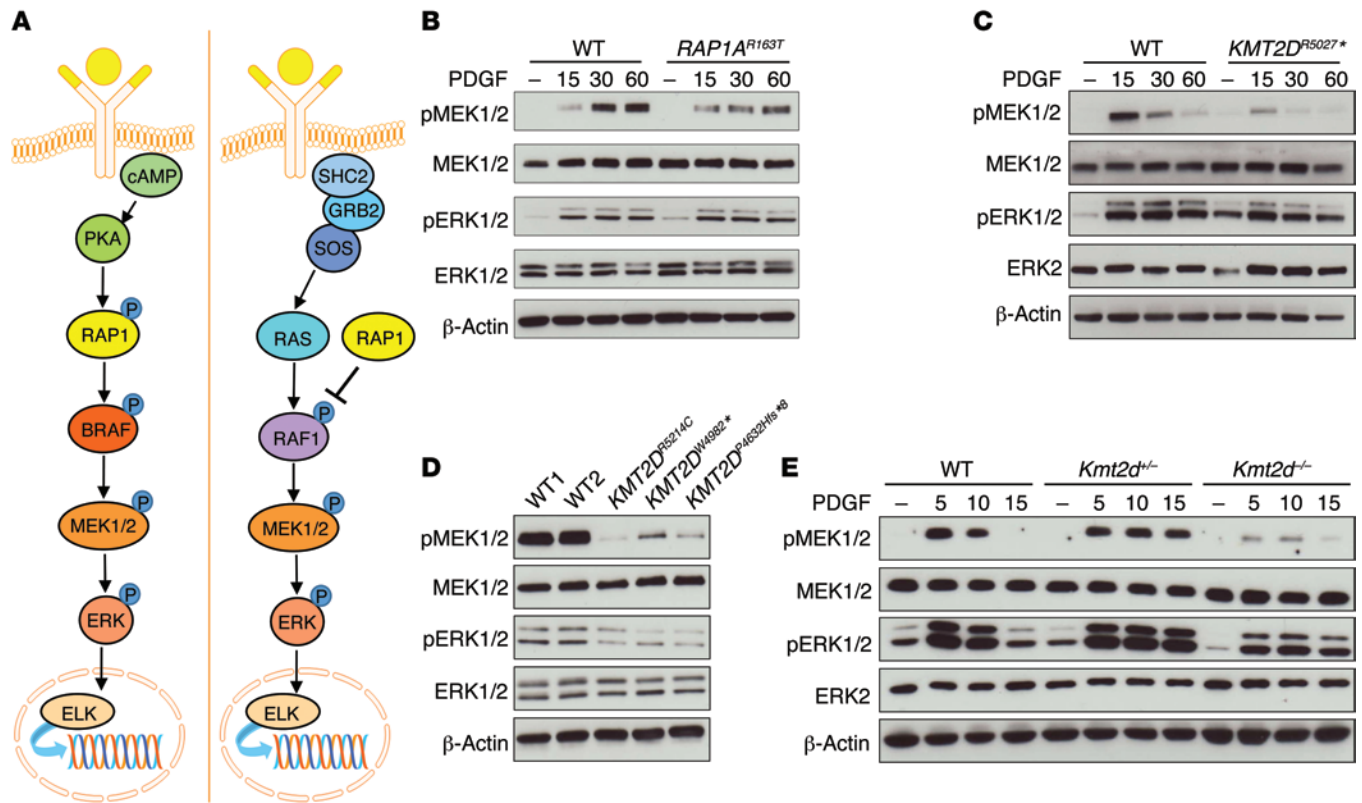 A
cAMP
PKA
P
RAP1
P
BRAF
P
MEK1/2
P
ERK
ELK
SHC2
GRB2
SOS
RAS
RAP1
P
RAF1
P
MEK1/2
P
ERK
ELK
B
WT RAP1A^R163T
PDGF – 15 30 60 – 15 30 60
pMEK1/2
MEK1/2
pERK1/2
ERK1/2
β-Actin
C
WT KMT2D^R5027*
PDGF – 15 30 60 – 15 30 60
pMEK1/2
MEK1/2
pERK1/2
ERK2
β-Actin
D
WT1 WT2 KMT2D^R5214C KMT2D^W4982* KMT2D^P4632Hfs*8
pMEK1/2
MEK1/2
pERK1/2
ERK1/2
β-Actin
E
WT Kmt2d+/– Kmt2d–/–
PDGF – 5 10 15 – 5 10 15 – 5 10 15
pMEK1/2
MEK1/2
pERK1/2
ERK2
β-Actin